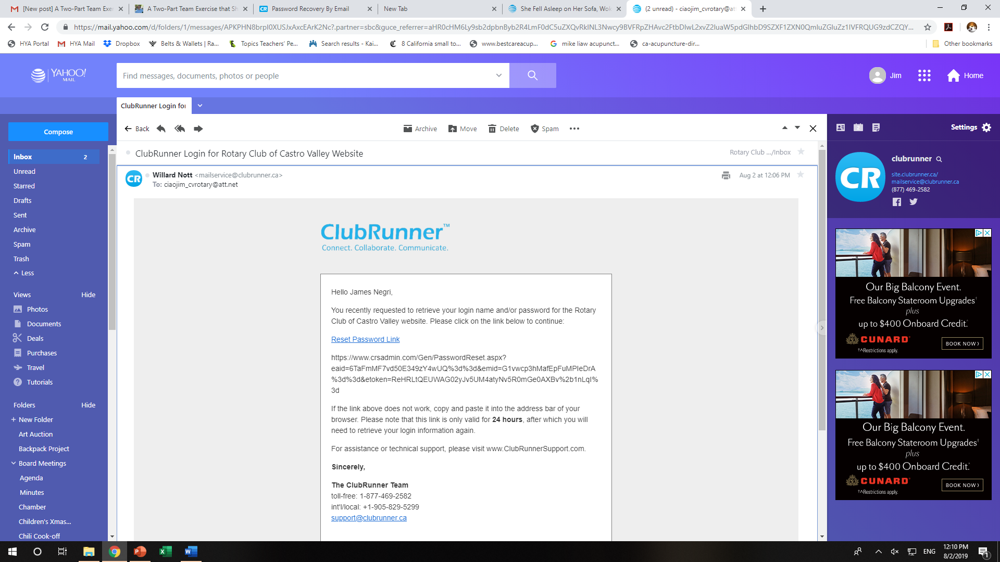 [New post] A Two-Part Team Exer
A Two-Part Team Exercise that Sh
Password Recovery By Email
New Tab
She Fell Asleep on Her Sofa, Wok
(2 unread) - ciaojim_cvrotary@att
HYA Portal
HYA Mail
Dropbox
Belts & Wallets | Ra...
Topics Teachers' Pe...
Search results - Kai...
8 California small to...
www.bestcareacup...
mike liaw acupunct...
ca-acupuncture-dir...
Other bookmarks
YAHOO!
MAIL
Find messages, documents, photos or people
Jim
Home
ClubRunner Login for
Compose
Back
Archive
Move
Delete
Spam
Settings
Inbox 2
Unread
Starred
Drafts
Sent
Archive
Spam
Trash
Less
Views Hide
Photos
Documents
Deals
Purchases
Travel
Tutorials
Folders Hide
+ New Folder
Art Auction
Backpack Project
Board Meetings
Agenda
Minutes
Chamber
Children's Xmas...
Chili Cook-off
ClubRunner Login for Rotary Club of Castro Valley Website
Rotary Club .../Inbox
CR
Willard Nott <mailservice@clubrunner.ca>
Aug 2 at 12:06 PM
To: ciaojim_cvrotary@att.net
ClubRunner™
Connect. Collaborate. Communicate.
Hello James Negri,
You recently requested to retrieve your login name and/or password for the Rotary
Club of Castro Valley website. Please click on the link below to continue:
Reset Password Link
https://www.crsadmin.com/Gen/PasswordReset.aspx?
eaid=6TaFmMF7vd50E349zY4wUQ%3d%3d&emid=G1vwcp3hMafEpFuMPIeDrA
%3d%3d&etoken=ReHRLtQEUWAG02yJv5UM4atyNv5R0mGe0AXBv%2b1nLqI%
3d
If the link above does not work, copy and paste it into the address bar of your
browser. Please note that this link is only valid for 24 hours, after which you will
need to retrieve your login information again.
For assistance or technical support, please visit www.ClubRunnerSupport.com.
Sincerely,
The ClubRunner Team
toll-free: 1-877-469-2582
int'l/local: +1-905-829-5299
support@clubrunner.ca
2
CR
clubrunner
site.clubrunner.ca/
mailservice@clubrunner.ca
(877) 469-2582
Our Big Balcony Event.
Free Balcony Stateroom Upgrades†
plus
up to $400 Onboard Credit.^
CUNARD
BOOK NOW ›
†^Restrictions apply.
Our Big Balcony Event.
Free Balcony Stateroom Upgrades†
plus
up to $400 Onboard Credit.^
CUNARD
BOOK NOW ›
†^Restrictions apply.
ENG
12:10 PM
8/2/2019
1